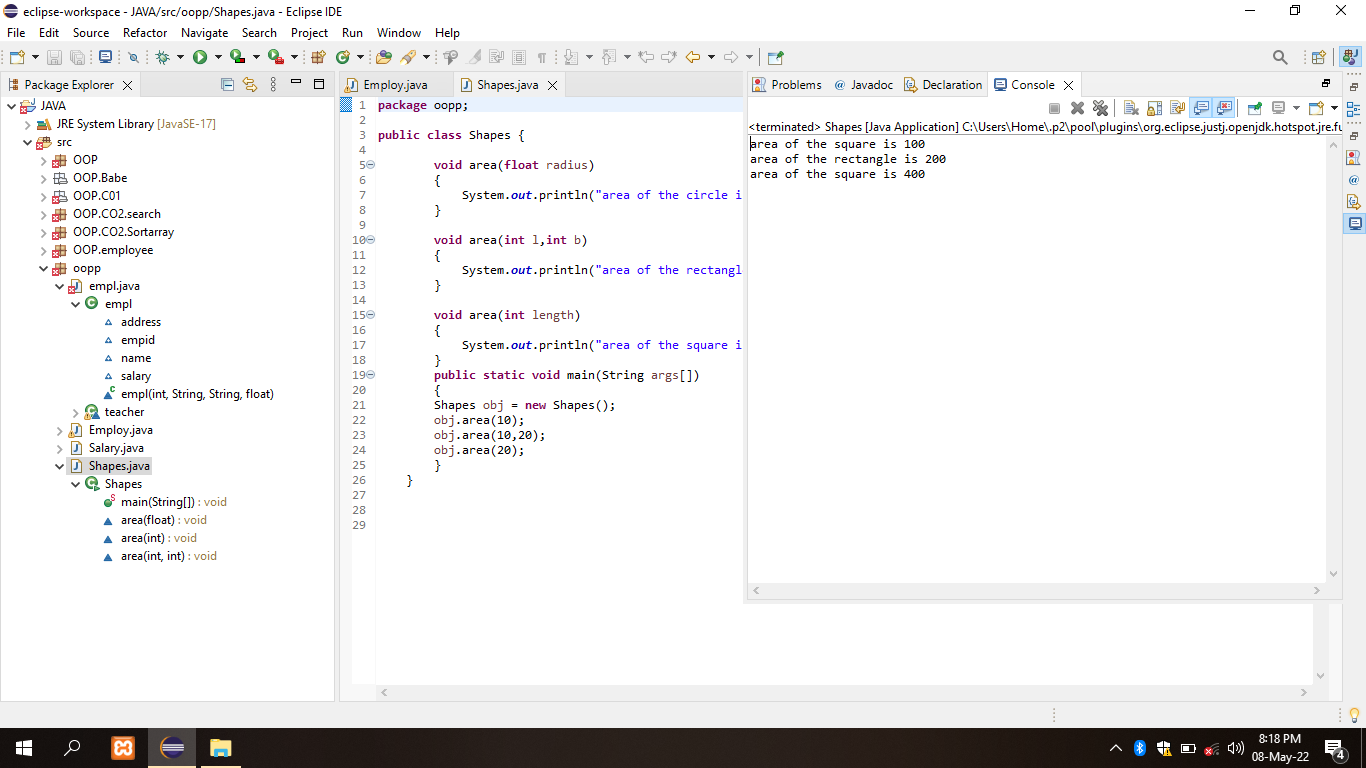 eclipse-workspace - JAVA/src/oopp/Shapes.java - Eclipse IDE
File Edit Source Refactor Navigate Search Project Run Window Help
Package Explorer
JAVA
JRE System Library [JavaSE-17]
src
OOP
OOP.Babe
OOP.C01
OOP.CO2.search
OOP.CO2.Sortarray
OOP.employee
oopp
empl.java
empl
address
empid
name
salary
empl(int, String, String, float)
teacher
Employ.java
Salary.java
Shapes.java
Shapes
main(String[]) : void
area(float) : void
area(int) : void
area(int, int) : void
Employ.java Shapes.java
1 package oopp;
2
3 public class Shapes {
4
5 void area(float radius)
6 {
7 System.out.println("area of the circle i
8 }
9
10 void area(int l,int b)
11 {
12 System.out.println("area of the rectangl
13 }
14
15 void area(int length)
16 {
17 System.out.println("area of the square i
18 }
19 public static void main(String args[])
20 {
21 Shapes obj = new Shapes();
22 obj.area(10);
23 obj.area(10,20);
24 obj.area(20);
25 }
26 }
27
28
29
Problems @ Javadoc Declaration Console
<terminated> Shapes [Java Application] C:\Users\Home\.p2\pool\plugins\org.eclipse.justj.openjdk.hotspot.jre.fu
area of the square is 100
area of the rectangle is 200
area of the square is 400
8:18 PM
08-May-22
4